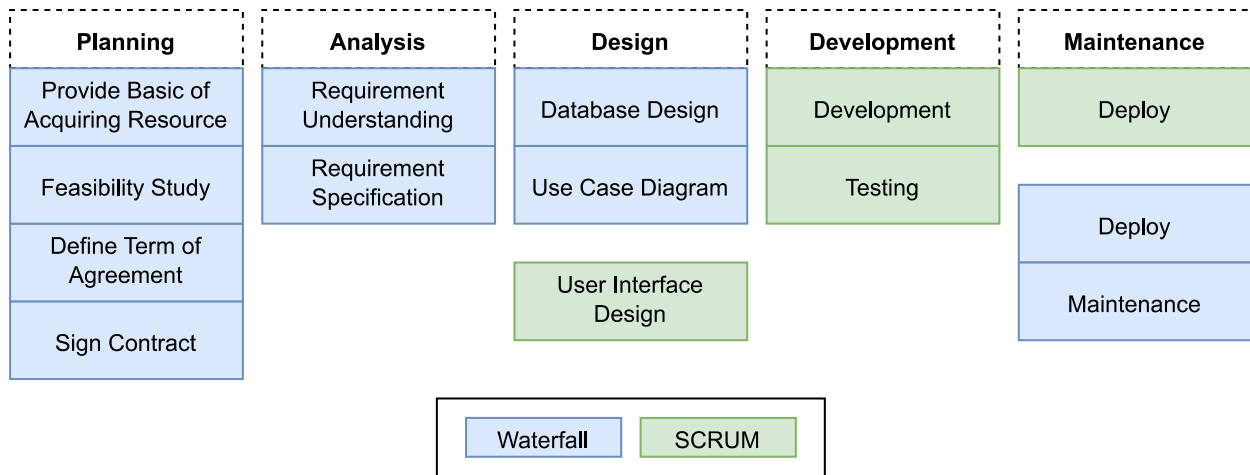 Planning
Provide Basic of
Acquiring Resource
Feasibility Study
Define Term of
Agreement
Sign Contract
Analysis
Requirement
Understanding
Requirement
Specification
Design
Database Design
Use Case Diagram
User Interface
Design
Development
Development
Testing
Maintenance
Deploy
Deploy
Maintenance
Waterfall
SCRUM